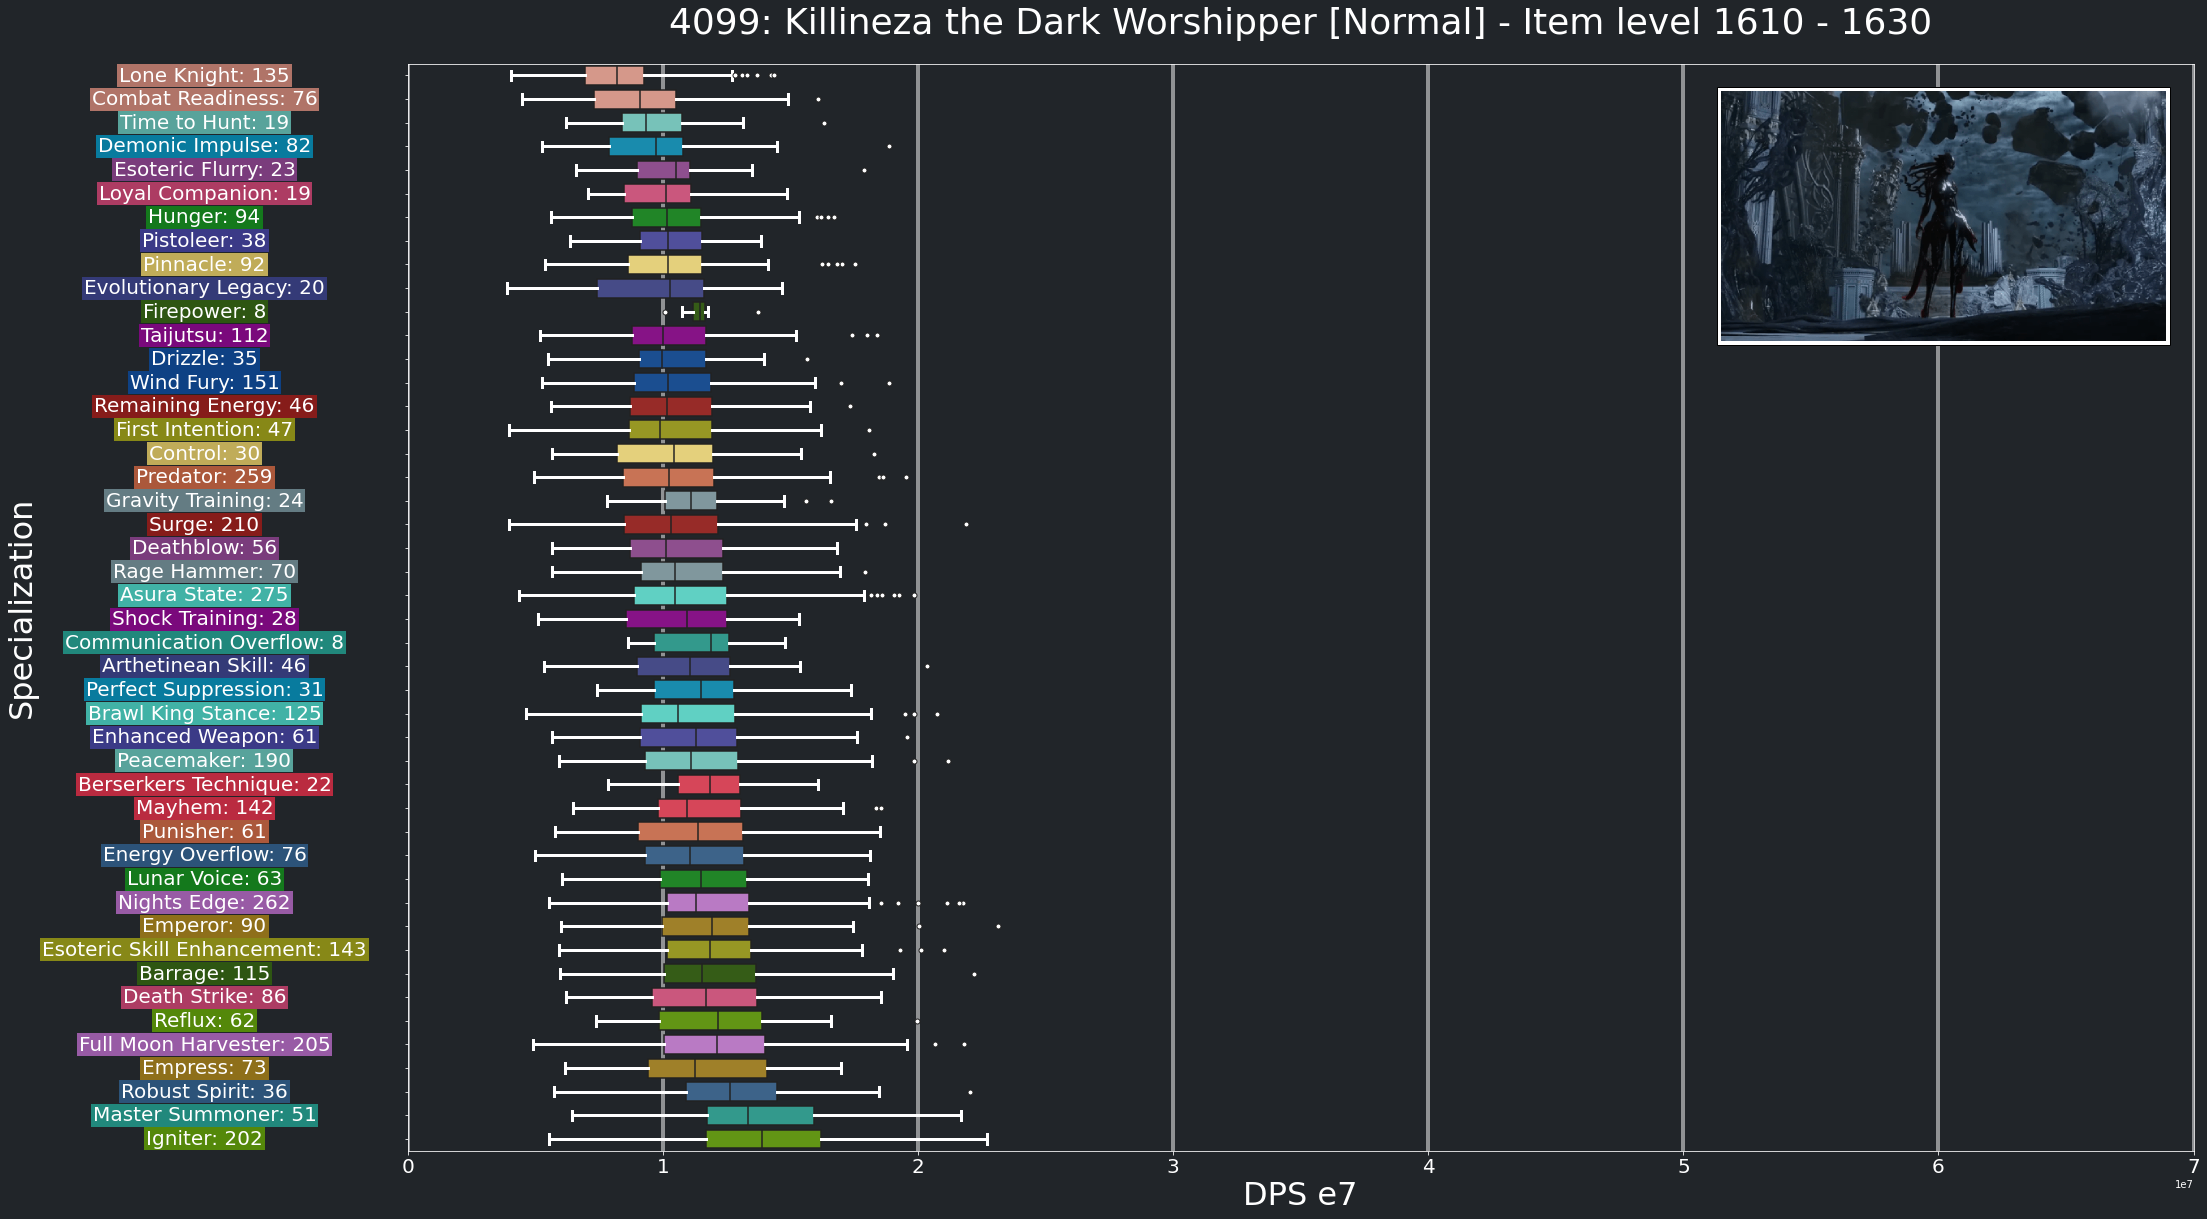 4099: Killineza the Dark Worshipper [Normal] - Item level 1610 - 1630
Specialization
Lone Knight: 135
Combat Readiness: 76
Time to Hunt: 19
Demonic Impulse: 82
Esoteric Flurry: 23
Loyal Companion: 19
Hunger: 94
Pistoleer: 38
Pinnacle: 92
Evolutionary Legacy: 20
Firepower: 8
Taijutsu: 112
Drizzle: 35
Wind Fury: 151
Remaining Energy: 46
First Intention: 47
Control: 30
Predator: 259
Gravity Training: 24
Surge: 210
Deathblow: 56
Rage Hammer: 70
Asura State: 275
Shock Training: 28
Communication Overflow: 8
Arthetinean Skill: 46
Perfect Suppression: 31
Brawl King Stance: 125
Enhanced Weapon: 61
Peacemaker: 190
Berserkers Technique: 22
Mayhem: 142
Punisher: 61
Energy Overflow: 76
Lunar Voice: 63
Nights Edge: 262
Emperor: 90
Esoteric Skill Enhancement: 143
Barrage: 115
Death Strike: 86
Reflux: 62
Full Moon Harvester: 205
Empress: 73
Robust Spirit: 36
Master Summoner: 51
Igniter: 202
0 1 2 3 4 5 6 7
1e7
DPS e7